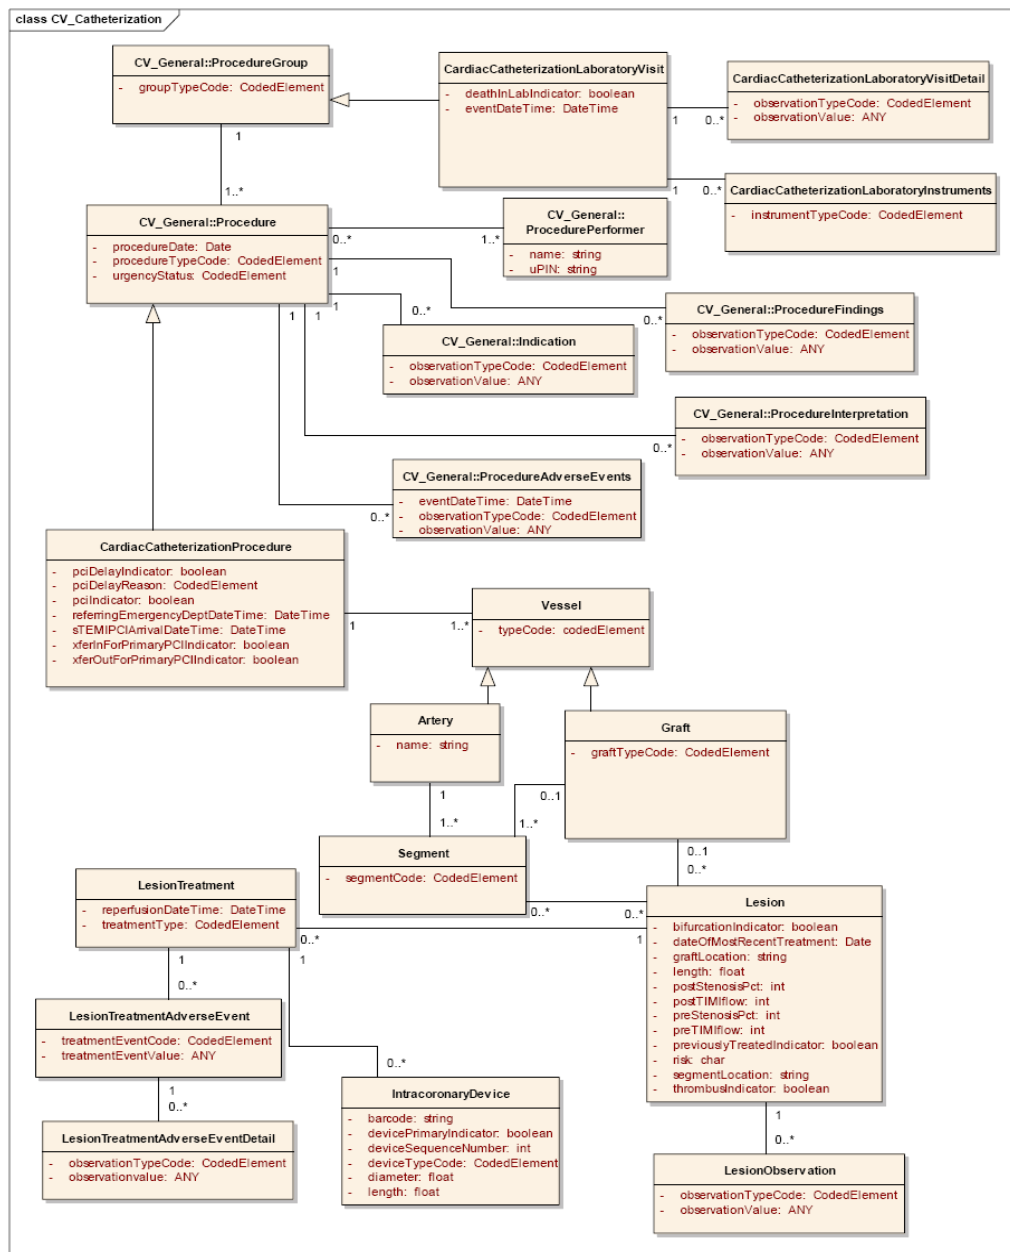 class CV_Catheterization
CV_General::ProcedureGroup
- groupTypeCode: CodedElement
CardiacCatheterizationLaboratoryVisit
- deathInLabIndicator: boolean
- eventDateTime: DateTime
CardiacCatheterizationLaboratoryVisitDetail
- observationTypeCode: CodedElement
- observationValue: ANY
1
0..*
1
0..*
CardiacCatheterizationLaboratoryInstruments
- instrumentTypeCode: CodedElement
1
1..*
CV_General::Procedure
- procedureDate: Date
- procedureTypeCode: CodedElement
- urgencyStatus: CodedElement
0..*
1..*
CV_General::
ProcedurePerformer
- name: string
- uPIN: string
1
0..*
CV_General::ProcedureFindings
- observationTypeCode: CodedElement
- observationValue: ANY
1
0..*
CV_General::Indication
- observationTypeCode: CodedElement
- observationValue: ANY
1
0..*
CV_General::ProcedureInterpretation
- observationTypeCode: CodedElement
- observationValue: ANY
1
0..*
CV_General::ProcedureAdverseEvents
- eventDateTime: DateTime
- observationTypeCode: CodedElement
- observationValue: ANY
CardiacCatheterizationProcedure
- pciDelayIndicator: boolean
- pciDelayReason: CodedElement
- pciIndicator: boolean
- referringEmergencyDeptDateTime: DateTime
- sTEMIPCIArrivalDateTime: DateTime
- xferInForPrimaryPCIIndicator: boolean
- xferOutForPrimaryPCIIndicator: boolean
1
1..*
Vessel
- typeCode: codedElement
Artery
- name: string
Graft
- graftTypeCode: CodedElement
1
1..*
0..1
1..*
Segment
- segmentCode: CodedElement
0..1
0..*
0..*
0..*
LesionTreatment
- reperfusionDateTime: DateTime
- treatmentType: CodedElement
0..*
1
Lesion
- bifurcationIndicator: boolean
- dateOfMostRecentTreatment: Date
- graftLocation: string
- length: float
- postStenosisPct: int
- postTIMIflow: int
- preStenosisPct: int
- preTIMIflow: int
- previouslyTreatedIndicator: boolean
- risk: char
- segmentLocation: string
- thrombusIndicator: boolean
1
0..*
LesionTreatmentAdverseEvent
- treatmentEventCode: CodedElement
- treatmentEventValue: ANY
1
0..*
LesionTreatmentAdverseEventDetail
- observationTypeCode: CodedElement
- observationvalue: ANY
1
0..*
IntracoronaryDevice
- barcode: string
- devicePrimaryIndicator: boolean
- deviceSequenceNumber: int
- deviceTypeCode: CodedElement
- diameter: float
- length: float
1
0..*
LesionObservation
- observationTypeCode: CodedElement
- observationValue: ANY